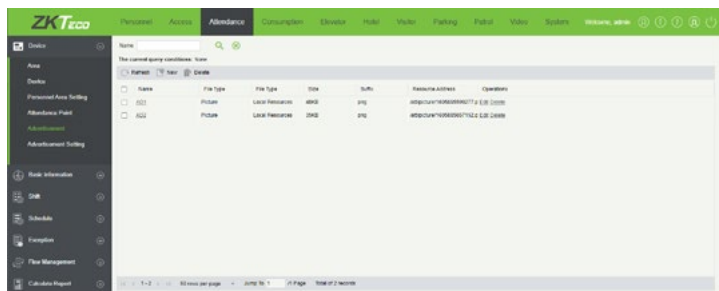 ZKTeco
Personnel Access Attendance Consumption Elevator Hotel Visitor Parking Patrol Video System Welcome, admin
Device
Area
Device
Personnel Area Setting
Attendance Point
Advertisement
Advertisement Setting
Basic Information
Shift
Schedule
Exception
Flow Management
Calculate Report
Name
The current query conditions: None
Refresh New Delete
Name File Type File Type Size Suffix Resource Address Operations
AD1 Picture Local Resources png Edit Delete
AD2 Picture Local Resources png Edit Delete
1-2 50 rows per page Jump To 1 /1 Page Total of 2 records